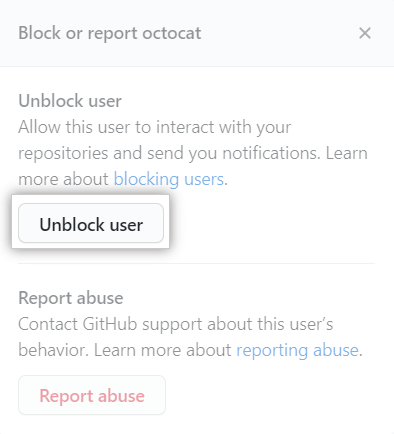 Block or report octocat
Unblock user
Allow this user to interact with your
repositories and send you notifications. Learn
more about blocking users.
Unblock user
Report abuse
Contact GitHub support about this user’s
behavior. Learn more about reporting abuse.
Report abuse